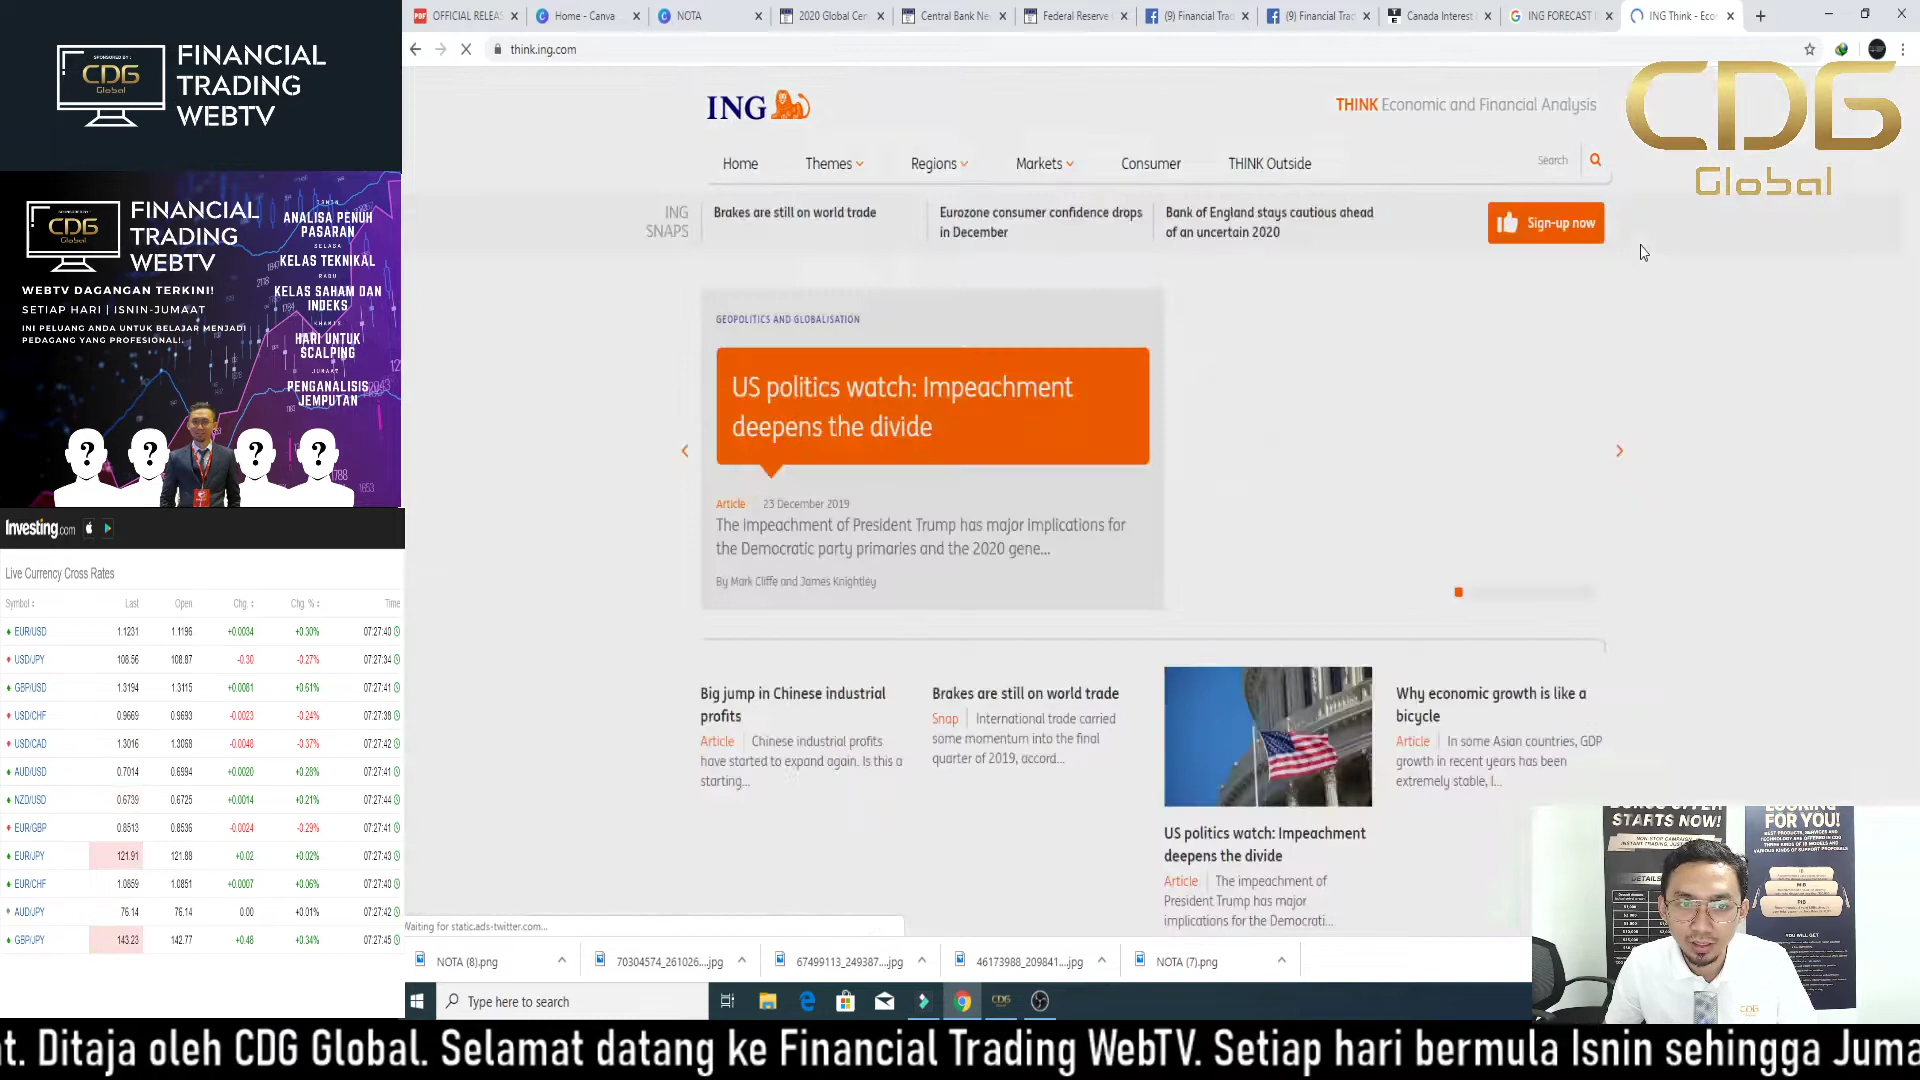 SPONSORED BY :
CDG
Global
FINANCIAL
TRADING
WEBTV
CDG
Global
FINANCIAL
TRADING
WEBTV
WEBTV DAGANGAN TERKINI!
SETIAP HARI | ISNIN-JUMAAT
INI PELUANG ANDA UNTUK BELAJAR MENJADI
PEDAGANG YANG PROFESIONAL!.
ISNIN
ANALISA PENUH
PASARAN
SELASA
KELAS TEKNIKAL
RABU
KELAS SAHAM DAN
INDEKS
KHAMIS
HARI UNTUK
SCALPING
JUMAAT
PENGANALISIS
JEMPUTAN
? ? ? ?
Investing.com
Live Currency Cross Rates
Symbol Last Open Chg. Chg. % Time
EUR/USD 1.1231 1.1196 +0.0034 +0.30% 07:27:40
USD/JPY 108.56 108.87 -0.30 -0.27% 07:27:34
GBP/USD 1.3194 1.3115 +0.0081 +0.61% 07:27:41
USD/CHF 0.9669 0.9693 -0.0023 -0.24% 07:27:38
USD/CAD 1.3016 1.3068 -0.0048 -0.37% 07:27:42
AUD/USD 0.7014 0.6994 +0.0020 +0.28% 07:27:41
NZD/USD 0.6739 0.6725 +0.0014 +0.21% 07:27:44
EUR/GBP 0.8513 0.8536 -0.0024 -0.29% 07:27:41
EUR/JPY 121.91 121.88 +0.02 +0.02% 07:27:43
EUR/CHF 1.0859 1.0851 +0.0007 +0.06% 07:27:40
AUD/JPY 76.14 76.14 0.00 +0.01% 07:27:42
GBP/JPY 143.23 142.77 +0.48 +0.34% 07:27:45
OFFICIAL RELEA Home - Canva NOTA 2020 Global Cen Central Bank Ne Federal Reserve (9) Financial Trad (9) Financial Trad Canada Interest ING FORECAST ING Think - Eco
think.ing.com
CDG
Global
ING
THINK Economic and Financial Analysis
Home Themes Regions Markets Consumer THINK Outside Search
ING
SNAPS
Brakes are still on world trade
Eurozone consumer confidence drops
in December
Bank of England stays cautious ahead
of an uncertain 2020
Sign-up now
GEOPOLITICS AND GLOBALISATION
US politics watch: Impeachment
deepens the divide
Article 23 December 2019
The impeachment of President Trump has major implications for
the Democratic party primaries and the 2020 gene...
By Mark Cliffe and James Knightley
Big jump in Chinese industrial
profits
Article | Chinese industrial profits
have started to expand again. Is this a
starting...
Brakes are still on world trade
Snap | International trade carried
some momentum into the final
quarter of 2019, accord...
US politics watch: Impeachment
deepens the divide
Article | The impeachment of
President Trump has major
implications for the Democrati...
Why economic growth is like a
bicycle
Article | In some Asian countries, GDP
growth in recent years has been
extremely stable, I...
Waiting for static.ads-twitter.com...
NOTA (8).png 70304574_261026....jpg 67499113_249387....jpg 46173988_209841....jpg NOTA (7).png
Type here to search
STARTS NOW!
FOR YOU!
t. Ditaja oleh CDG Global. Selamat datang ke Financial Trading WebTV. Setiap hari bermula Isnin sehingga Juma